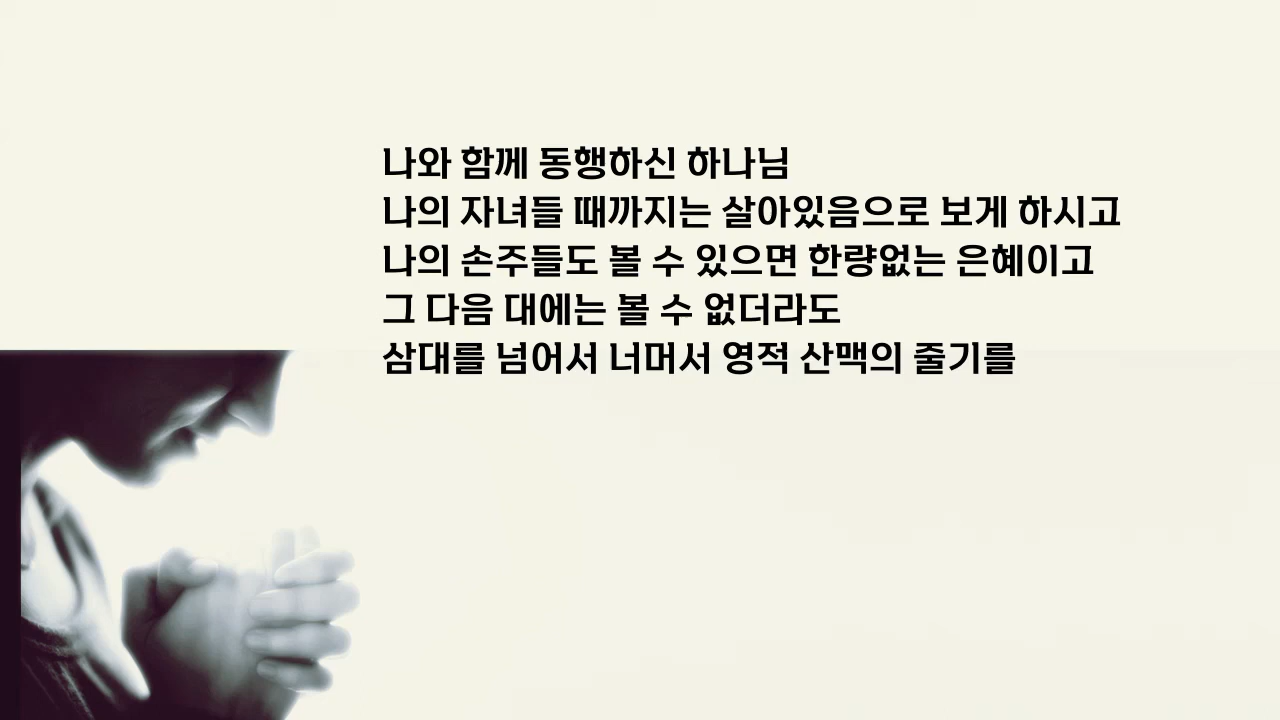 나와 함께 동행하신 하나님
나의 자녀들 때까지는 살아있음으로 보게 하시고
나의 손주들도 볼 수 있으면 한량없는 은혜이고
그 다음 대에는 볼 수 없더라도
삼대를 넘어서 너머서 영적 산맥의 줄기를